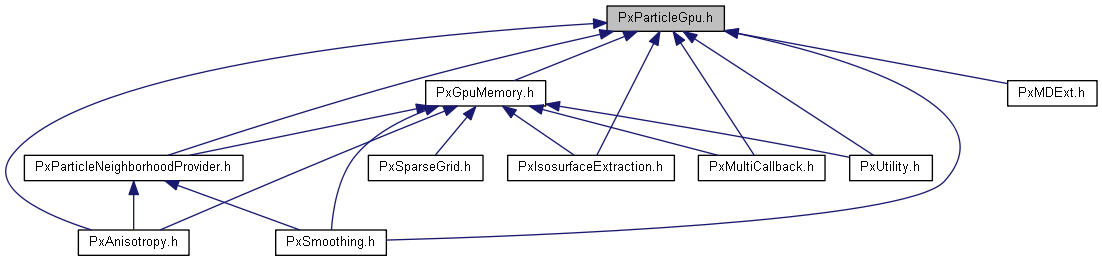 PxParticleGpu.h
PxGpuMemory.h
PxMDExt.h
PxParticleNeighborhoodProvider.h
PxSparseGrid.h
PxIsosurfaceExtraction.h
PxMultiCallback.h
PxUtility.h
PxAnisotropy.h
PxSmoothing.h